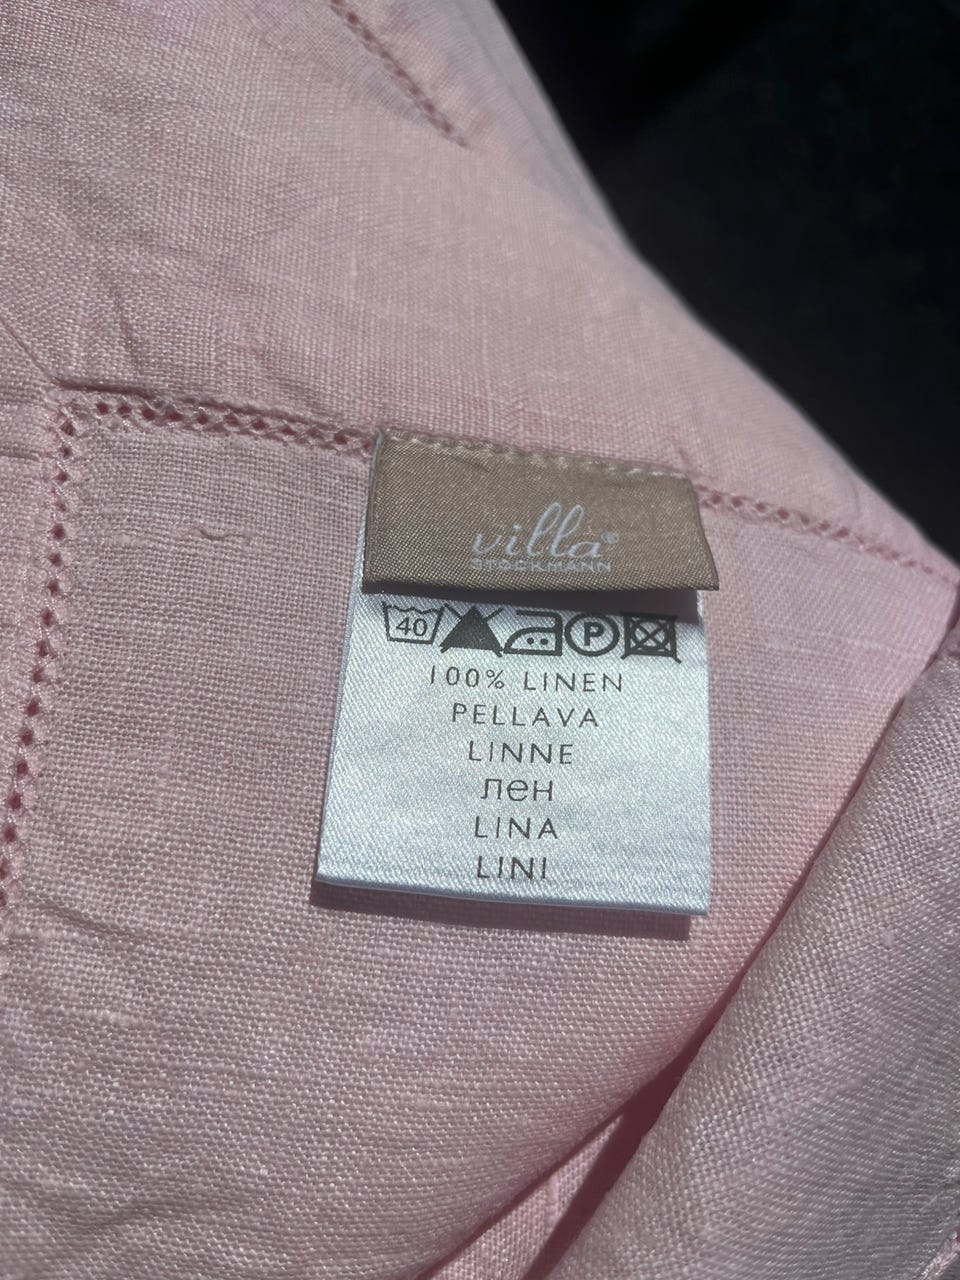 villa®
STOCKMANN
40 P
100% LINEN
PELLAVA
LINNE
лен
LINA
LINI